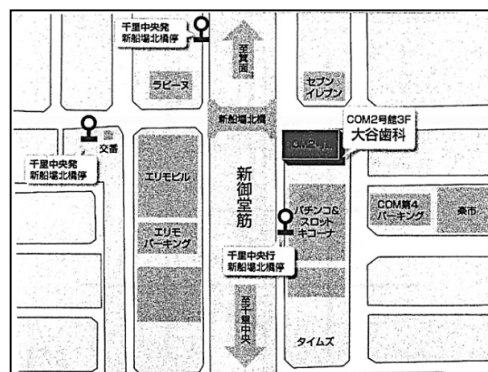 千里中央発
新船場北橋停
至箕面
ラビーヌ
セブン
イレブン
新船場北橋
COM2号館3F
大谷歯科
交番
千里中央発
新船場北橋停
エリモビル
新御堂筋
パチンコ&
スロット
キコーナ
COM第4
パーキング
楽市
エリモ
パーキング
千里中央行
新船場北橋停
至千里中央
タイムズ